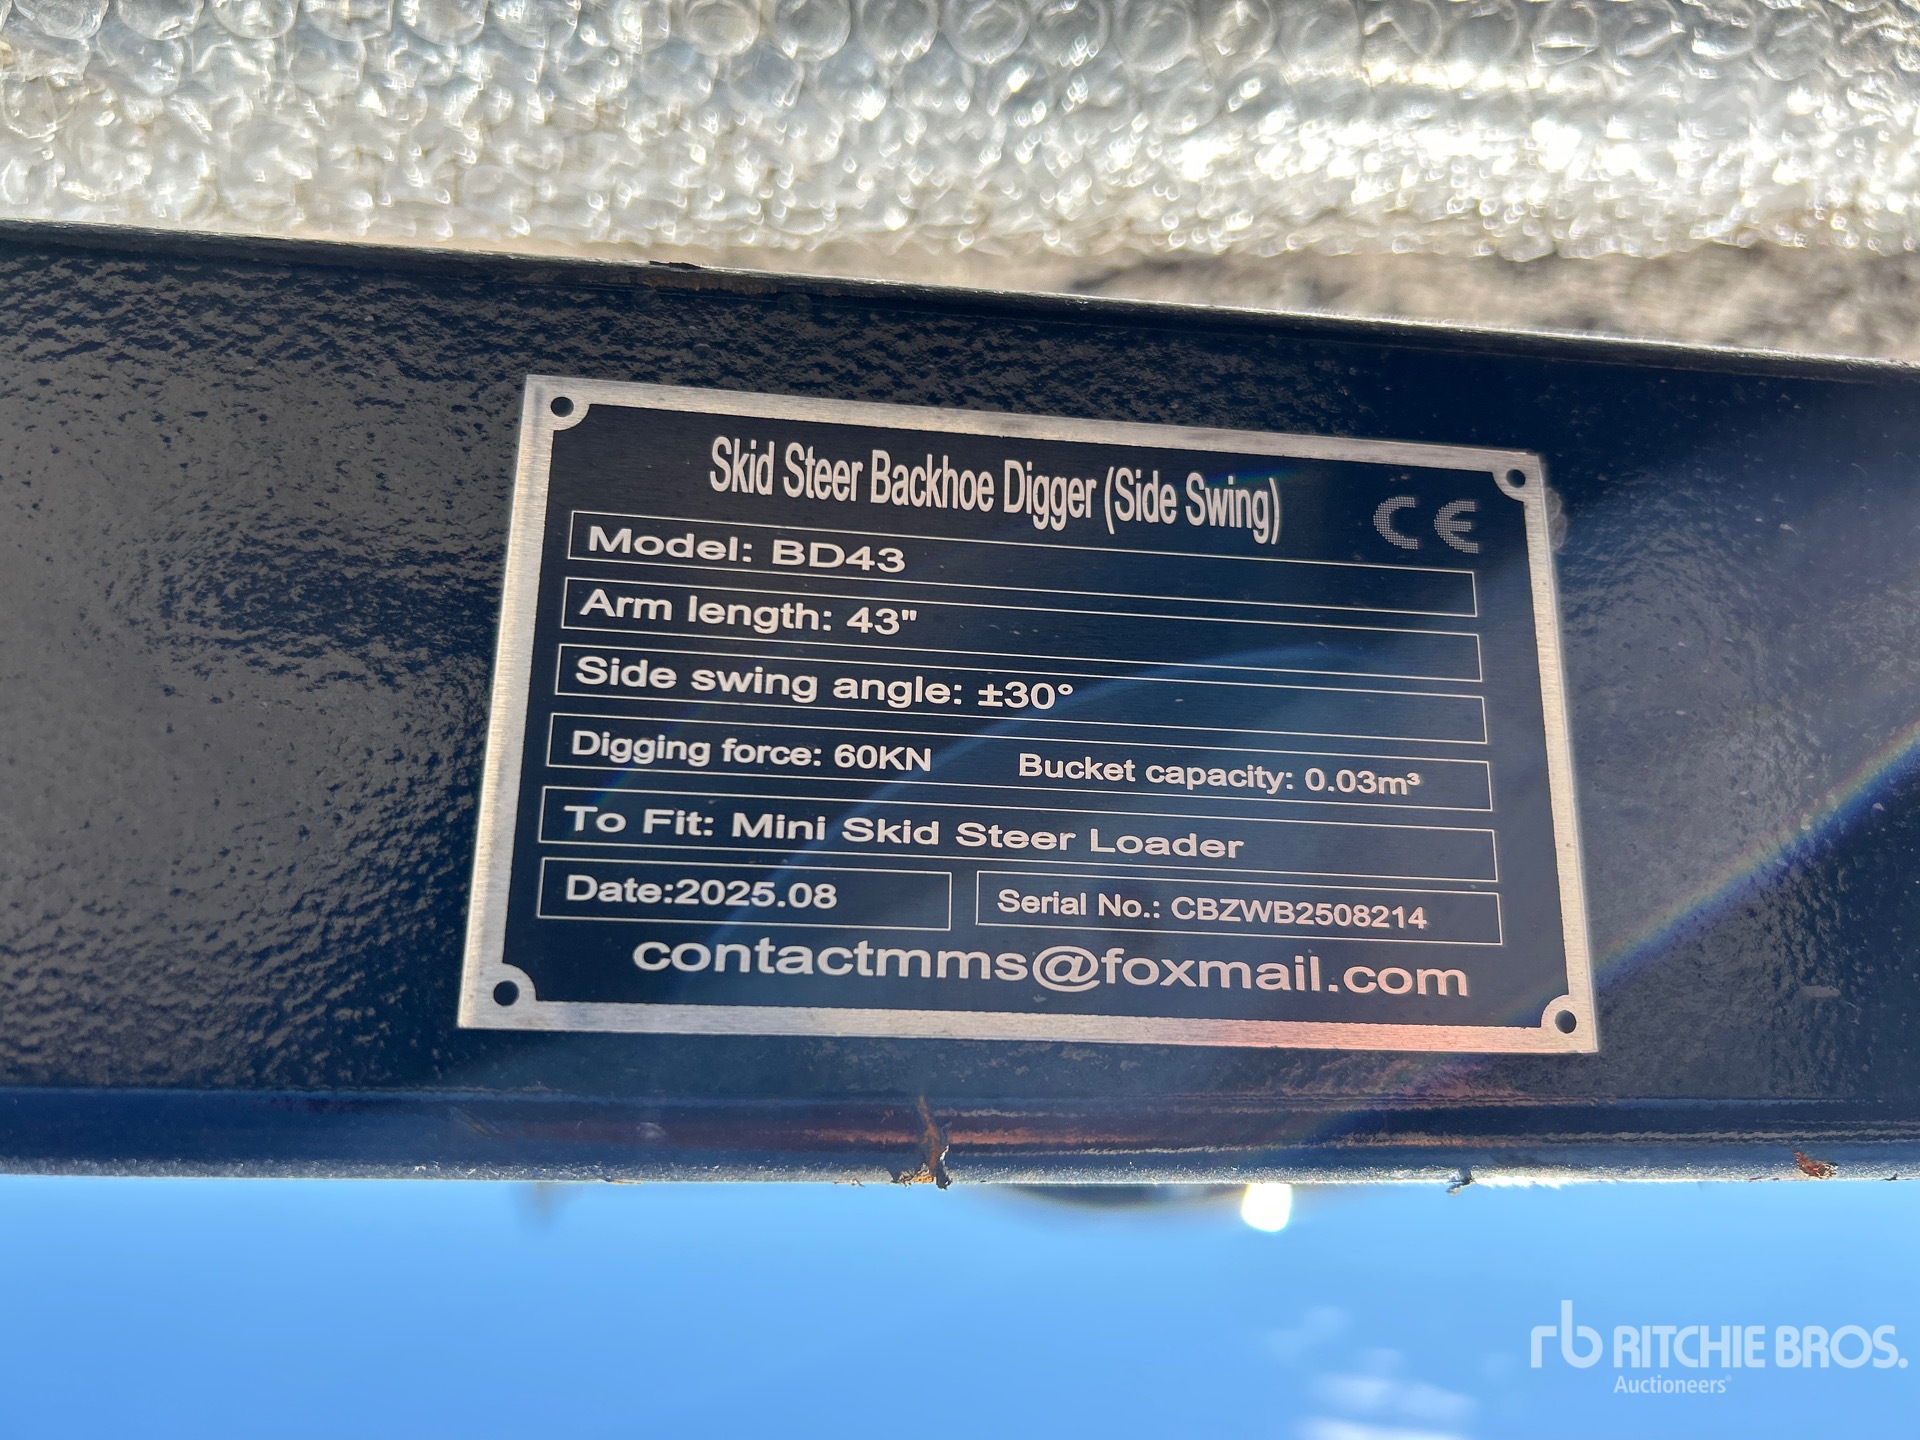 Skid Steer Backhoe Digger (Side Swing)
CE
Model: BD43
Arm length: 43"
Side swing angle: ±30°
Digging force: 60KN Bucket capacity: 0.03m³
To Fit: Mini Skid Steer Loader
Date:2025.08 Serial No.: CBZWB2508214
contactmms@foxmail.com
rb RITCHIE BROS.
Auctioneers